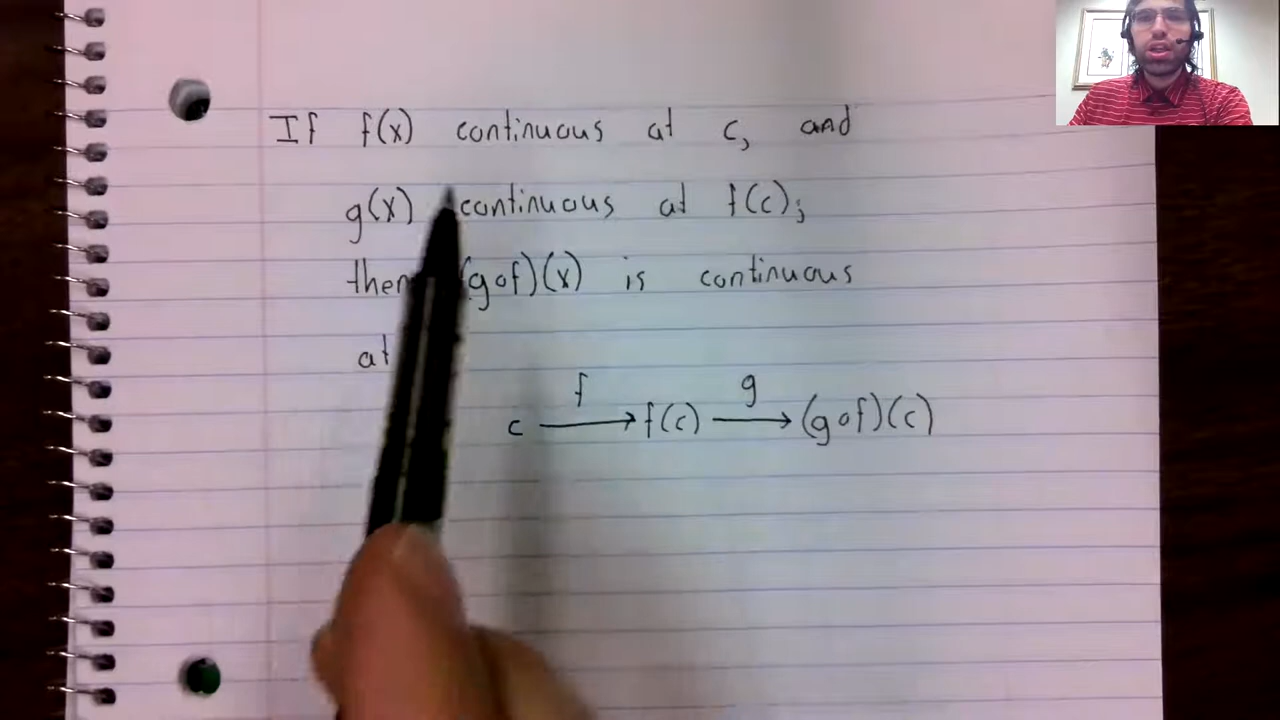 If f(x) continuous at c, and
g(x) continuous at f(c);
then (g∘f)(x) is continuous
at
f g
c → f(c) → (g∘f)(c)